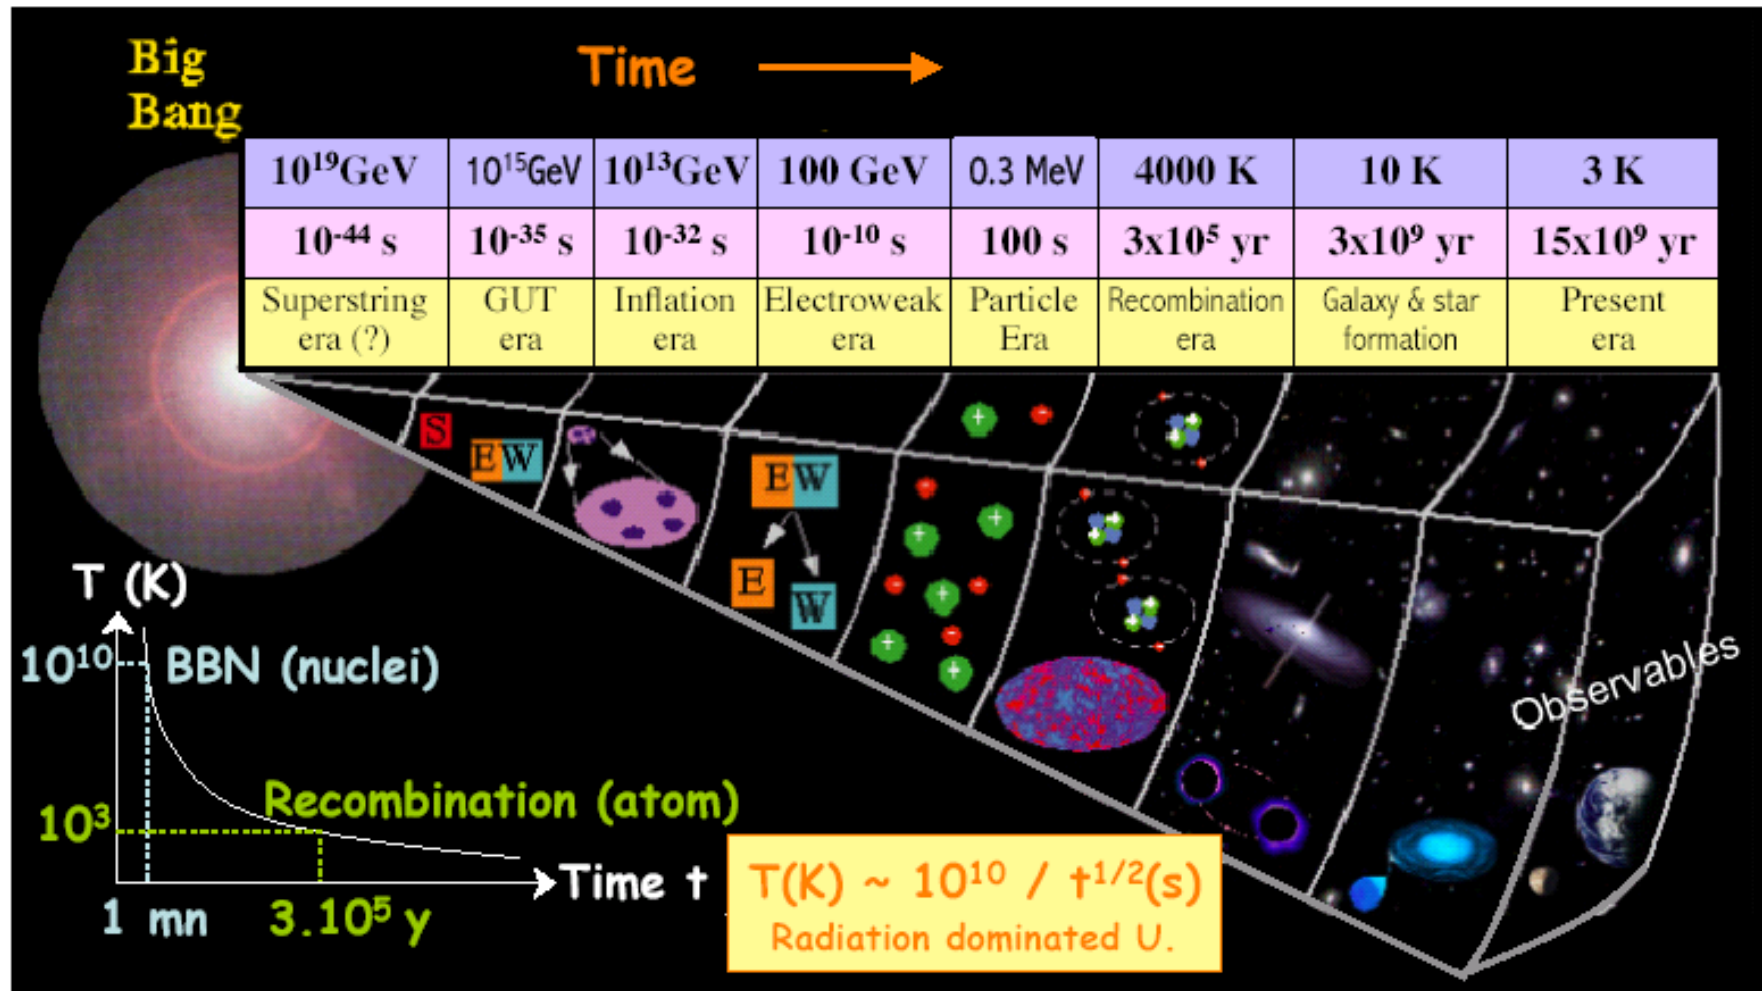 Big
Bang
Time
10¹⁹GeV 10¹⁵GeV 10¹³GeV 100 GeV 0.3 MeV 4000 K 10 K 3 K
10⁻⁴⁴ s 10⁻³⁵ s 10⁻³² s 10⁻¹⁰ s 100 s 3x10⁵ yr 3x10⁹ yr 15x10⁹ yr
Superstring GUT Inflation Electroweak Particle Recombination Galaxy & star Present
era (?) era era era Era era formation era
+ -
S
EW
EW
E
W
T (K)
10¹⁰ BBN (nuclei)
Observables
Recombination (atom)
10³
Time t
1 mn 3.10⁵ y
T(K) ~ 10¹⁰ / t¹/²(s)
Radiation dominated U.